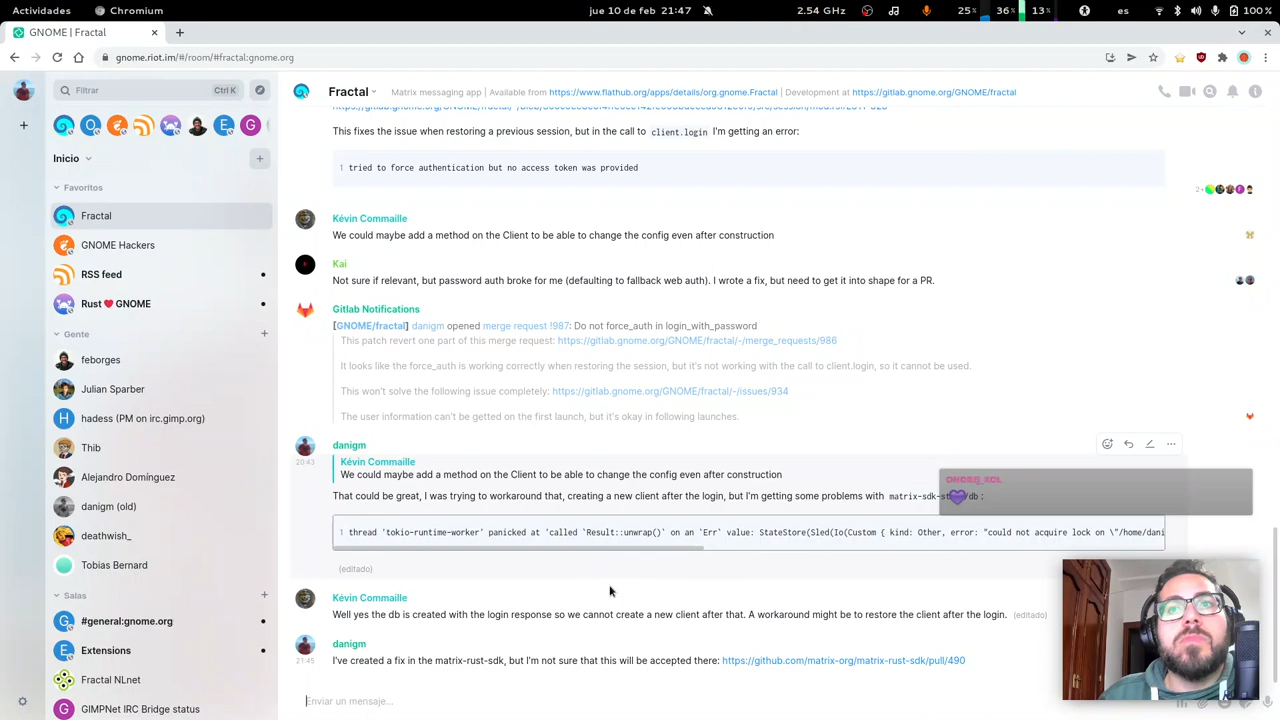 Actividades Chromium jue 10 de feb 21:47 2.54 GHz 25% 36% 13% es 100%
GNOME | Fractal
gnome.riot.im/#/room/#fractal:gnome.org
Filtrar Ctrl K
Fractal Matrix messaging app | Available from https://www.flathub.org/apps/details/org.gnome.Fractal | Development at https://gitlab.gnome.org/GNOME/fractal
O E G
Inicio
Favoritos
Fractal
GNOME Hackers
RSS feed
Rust ❤️ GNOME
Gente
feborges
Julian Sparber
H hadess (PM on irc.gimp.org)
Thib
Alejandro Domínguez
danigm (old)
deathwish_
Tobias Bernard
Salas
G #general:gnome.org
E Extensions
Fractal NLnet
G GIMPNet IRC Bridge status
This fixes the issue when restoring a previous session, but in the call to client.login I'm getting an error:
1 tried to force authentication but no access token was provided
2+
Kévin Commaille
We could maybe add a method on the Client to be able to change the config even after construction
Kai
Not sure if relevant, but password auth broke for me (defaulting to fallback web auth). I wrote a fix, but need to get it into shape for a PR.
Gitlab Notifications
[GNOME/fractal] danigm opened merge request !987: Do not force_auth in login_with_password
This patch revert one part of this merge request: https://gitlab.gnome.org/GNOME/fractal/-/merge_requests/986
It looks like the force_auth is working correctly when restoring the session, but it's not working with the call to client.login, so it cannot be used.
This won't solve the following issue completely: https://gitlab.gnome.org/GNOME/fractal/-/issues/934
The user information can't be getted on the first launch, but it's okay in following launches.
danigm
20:43
Kévin Commaille
We could maybe add a method on the Client to be able to change the config even after construction
That could be great, I was trying to workaround that, creating a new client after the login, but I'm getting some problems with matrix-sdk-st /db :
1 thread 'tokio-runtime-worker' panicked at 'called `Result::unwrap()` on an `Err` value: StateStore(Sled(Io(Custom { kind: Other, error: "could not acquire lock on \"/home/dani
(editado)
Kévin Commaille
Well yes the db is created with the login response so we cannot create a new client after that. A workaround might be to restore the client after the login. (editado)
danigm
21:45
I've created a fix in the matrix-rust-sdk, but I'm not sure that this will be accepted there: https://github.com/matrix-org/matrix-rust-sdk/pull/490
Enviar un mensaje...